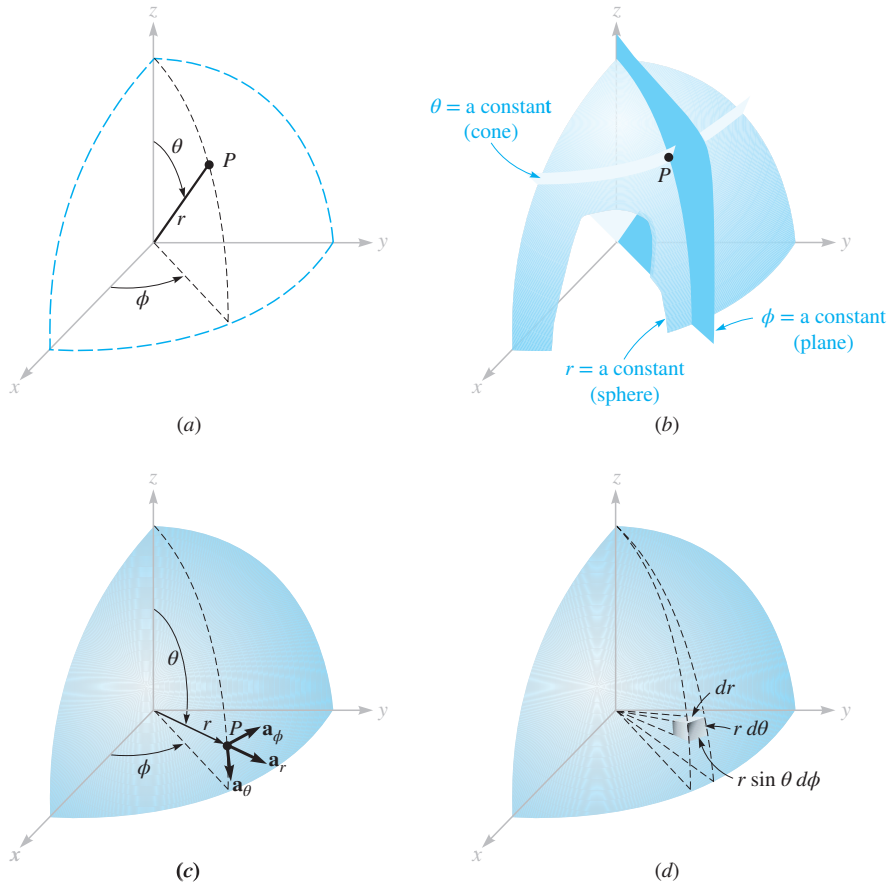 z
θ
P
r
y
ϕ
x
(a)
z
θ = a constant
(cone)
P
y
ϕ = a constant
(plane)
r = a constant
(sphere)
x
(b)
z
θ
r
P
a_ϕ
y
ϕ
a_r
a_θ
x
(c)
z
dr
y
r dθ
r sin θ dϕ
x
(d)